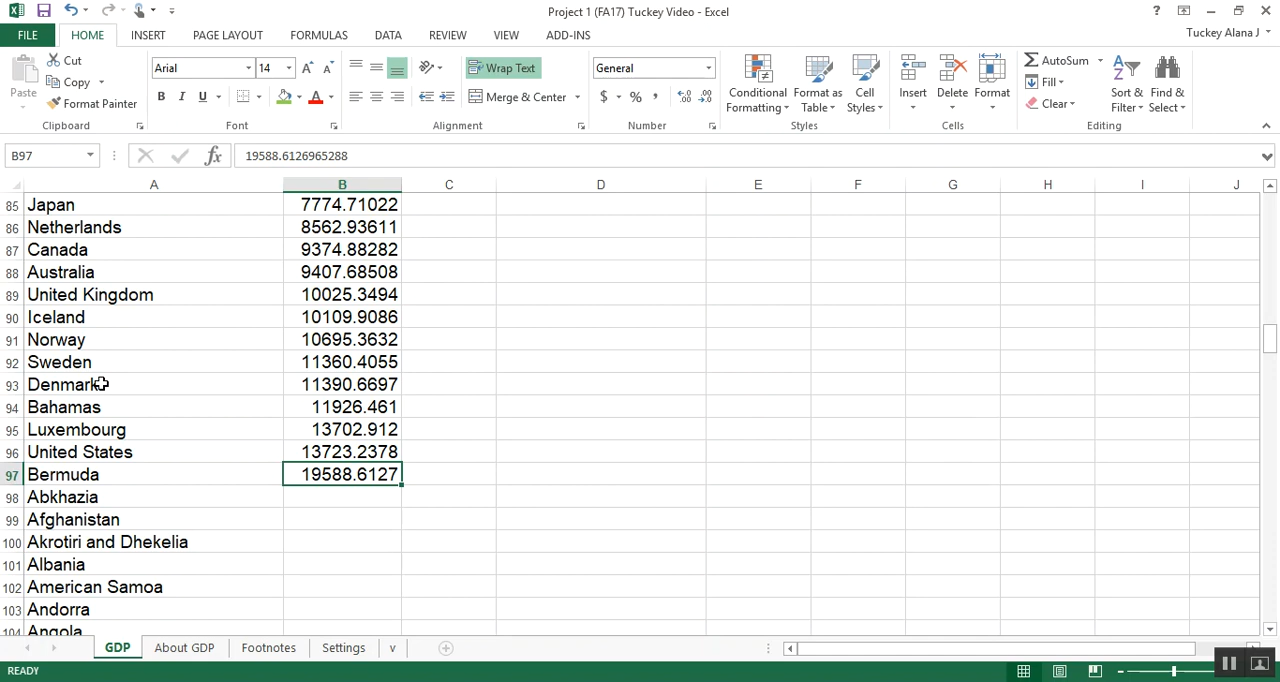 Project 1 (FA17) Tuckey Video - Excel
?
FILE HOME INSERT PAGE LAYOUT FORMULAS DATA REVIEW VIEW ADD-INS
Tuckey Alana J
Paste
Cut
Copy
Format Painter
Clipboard
Arial 14
B I U
Font
Wrap Text
Merge & Center
Alignment
General
$ % ,
Number
Conditional Formatting
Format as Table
Cell Styles
Styles
Insert
Delete
Format
Cells
AutoSum
Fill
Clear
Sort & Filter
Find & Select
Editing
B97
fx
19588.6126965288
A B C D E F G H I J
85 Japan 7774.71022
86 Netherlands 8562.93611
87 Canada 9374.88282
88 Australia 9407.68508
89 United Kingdom 10025.3494
90 Iceland 10109.9086
91 Norway 10695.3632
92 Sweden 11360.4055
93 Denmark 11390.6697
94 Bahamas 11926.461
95 Luxembourg 13702.912
96 United States 13723.2378
97 Bermuda 19588.6127
98 Abkhazia
99 Afghanistan
100 Akrotiri and Dhekelia
101 Albania
102 American Samoa
103 Andorra
104 Angola
GDP About GDP Footnotes Settings v
READY